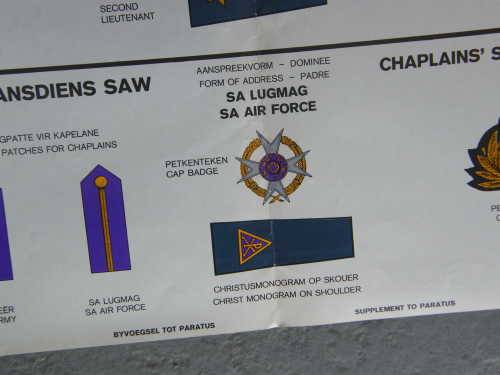 SECOND
LIEUTENANT
ANSDIENS SAW
AANSPREEKVORM – DOMINEE
FORM OF ADDRESS – PADRE
SA LUGMAG
SA AIR FORCE
CHAPLAINS' S
GPATTE VIR KAPELANE
PATCHES FOR CHAPLAINS
PETKENTEKEN
CAP BADGE
SA LUGMAG
SA AIR FORCE
CHRISTUSMONOGRAM OP SKOUER
CHRIST MONOGRAM ON SHOULDER
BYVOEGSEL TOT PARATUS
SUPPLEMENT TO PARATUS